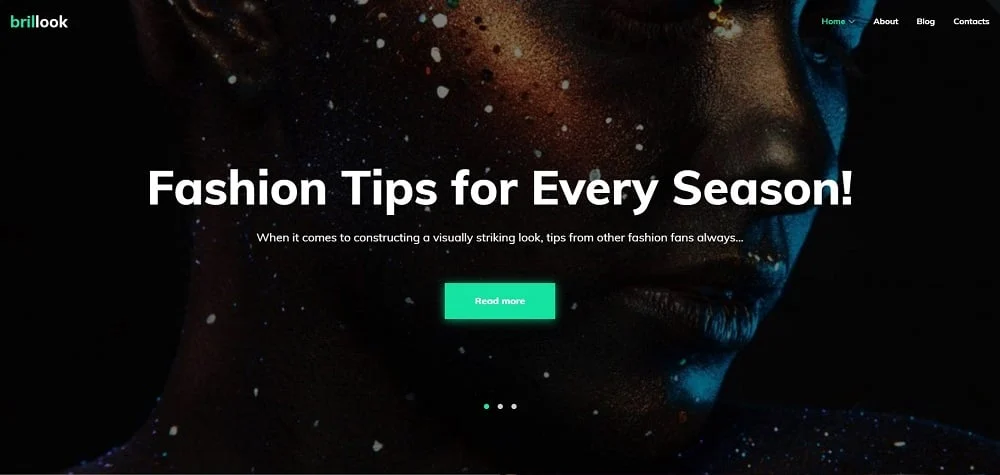 brillook
Home
About
Blog
Contacts
Fashion Tips for Every Season!
When it comes to constructing a visually striking look, tips from other fashion fans always...
Read more